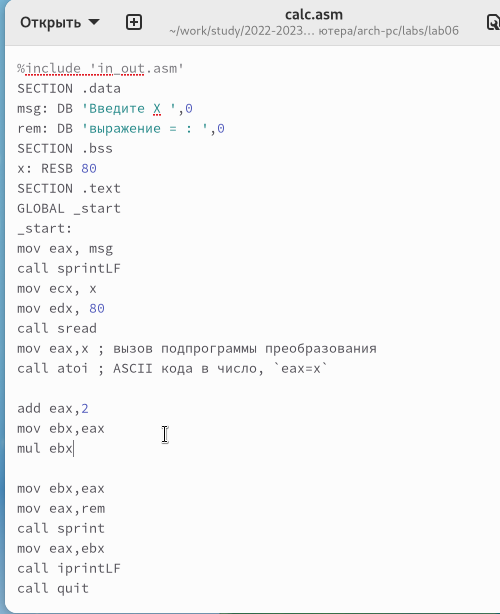 Открыть
calc.asm
~/work/study/2022-2023... ютера/arch-pc/labs/lab06
%include 'in_out.asm'
SECTION .data
msg: DB 'Введите X ',0
rem: DB 'выражение = : ',0
SECTION .bss
x: RESB 80
SECTION .text
GLOBAL _start
_start:
mov eax, msg
call sprintLF
mov ecx, x
mov edx, 80
call sread
mov eax,x ; вызов подпрограммы преобразования
call atoi ; ASCII кода в число, `eax=x`
add eax,2
mov ebx,eax
mul ebx
mov ebx,eax
mov eax,rem
call sprint
mov eax,ebx
call iprintLF
call quit